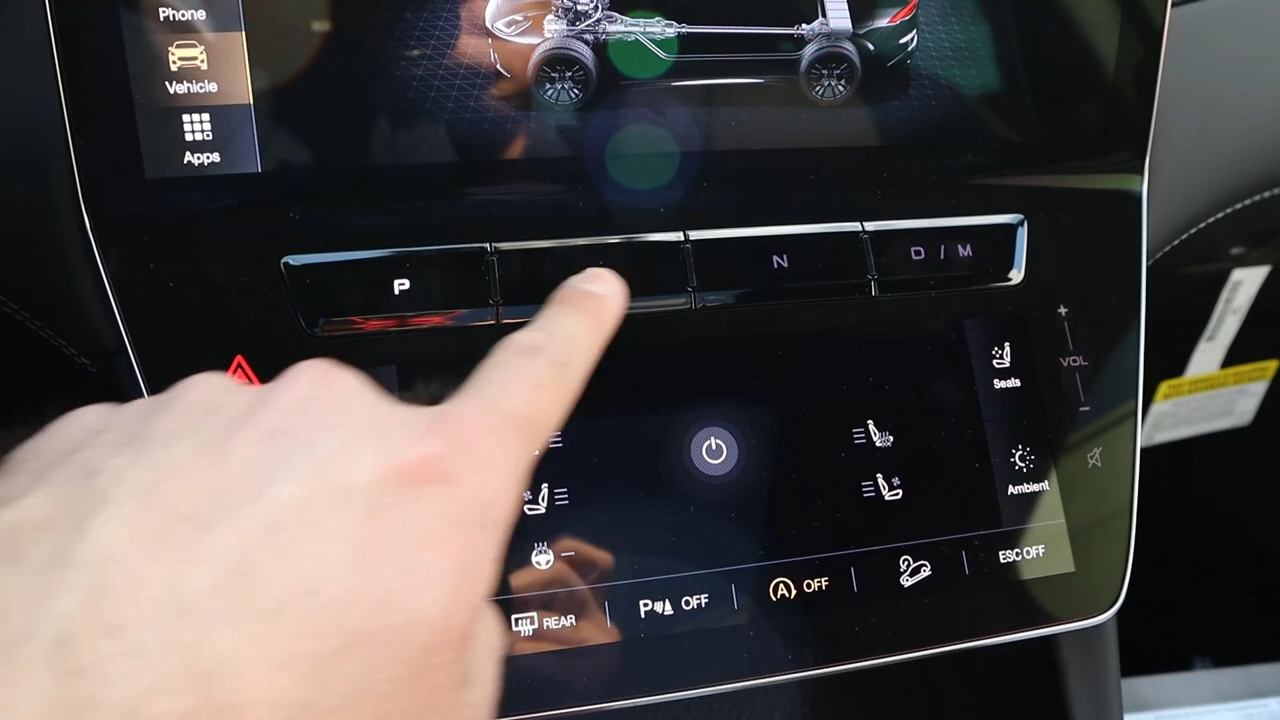 Phone
Vehicle
Apps
P
N
D / M
+
VOL
-
Seats
Ambient
REAR
P OFF
A OFF
ESC OFF